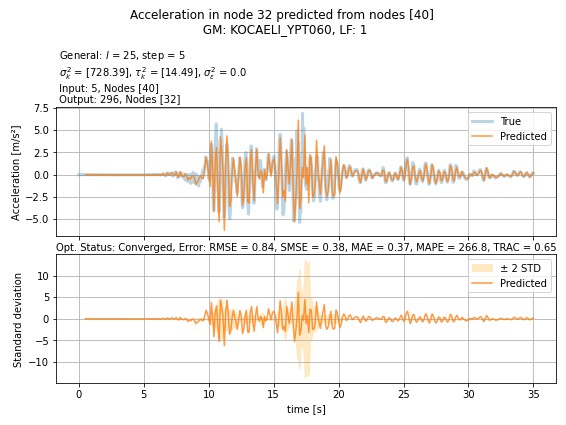 Acceleration in node 32 predicted from nodes [40]
GM: KOCAELI_YPT060, LF: 1
General: l = 25, step = 5
σ²ₖ = [728.39], τ²ₖ = [14.49], σ²ε = 0.0
Input: 5, Nodes [40]
Output: 296, Nodes [32]
7.5
5.0
2.5
0.0
−2.5
−5.0
Acceleration [m/s²]
True
Predicted
Opt. Status: Converged, Error: RMSE = 0.84, SMSE = 0.38, MAE = 0.37, MAPE = 266.8, TRAC = 0.65
10
5
0
−5
−10
Standard deviation
± 2 STD
Predicted
0 5 10 15 20 25 30 35
time [s]